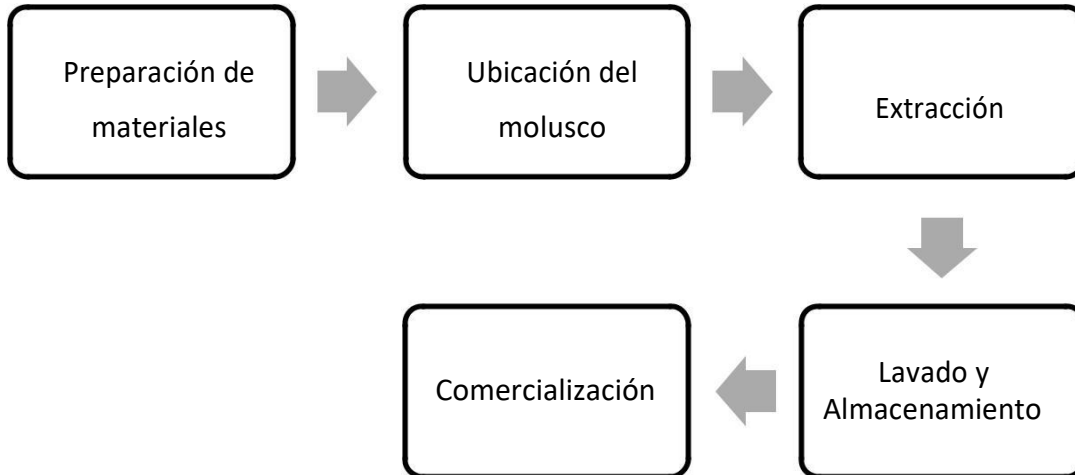 Preparación de
materiales
Ubicación del
molusco
Extracción
Lavado y
Almacenamiento
Comercialización